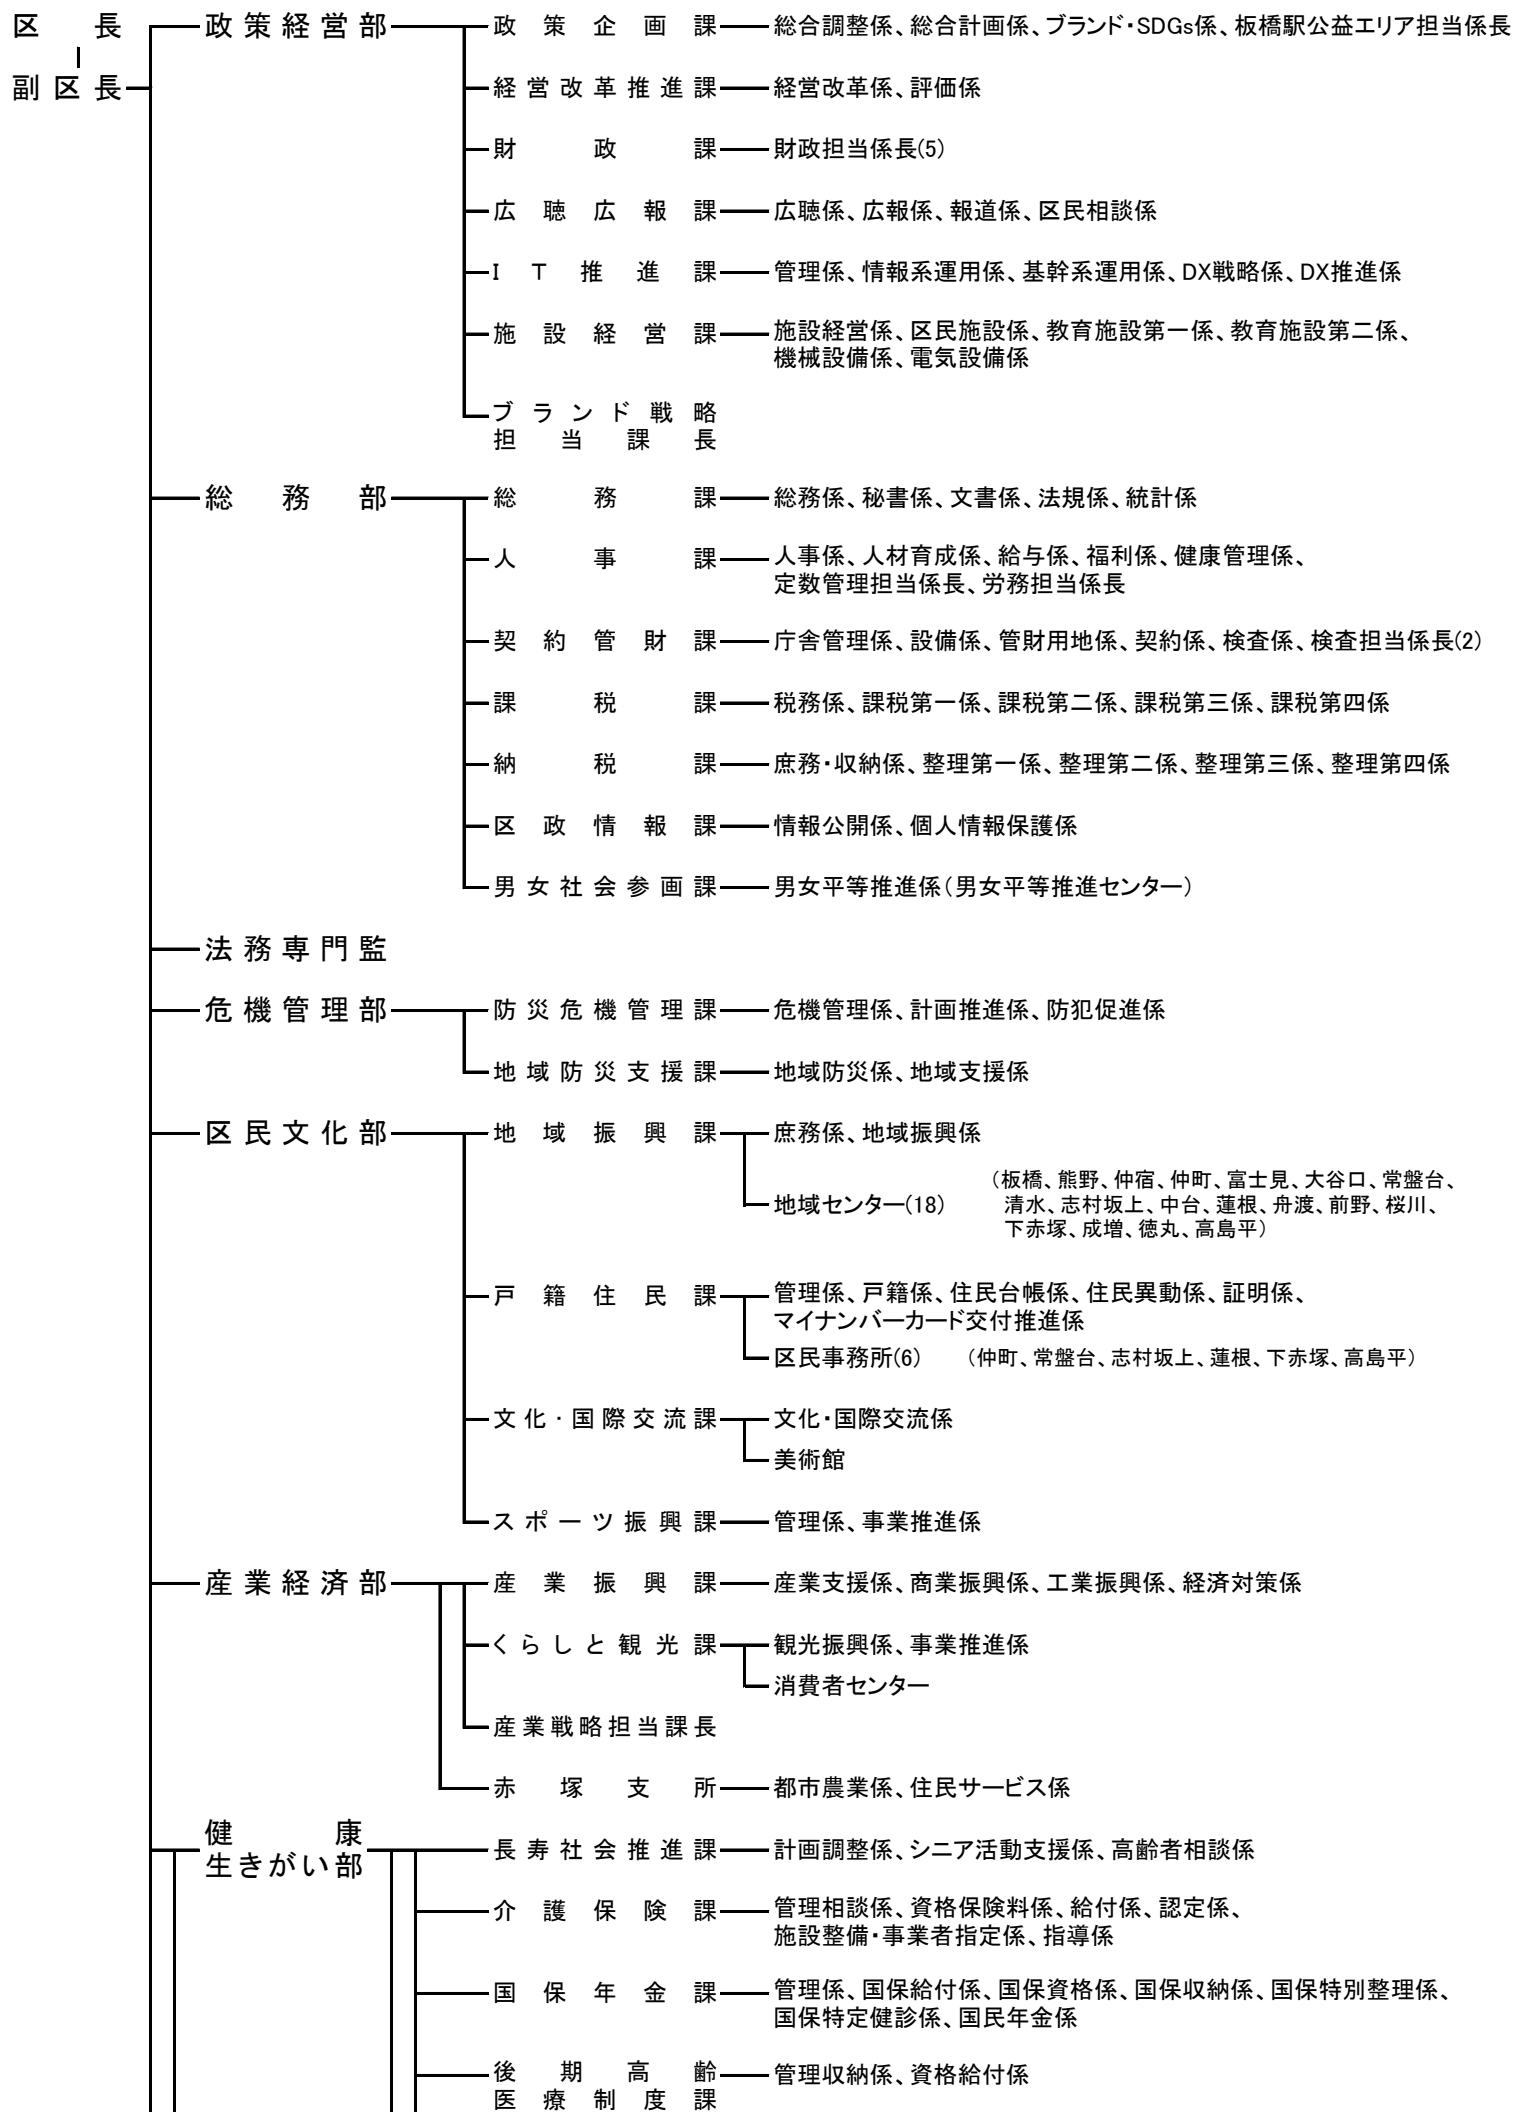 区長
副区長
政策経営部
政策企画課
総合調整係、総合計画係、ブランド・SDGs係、板橋駅公益エリア担当係長
経営改革推進課
経営改革係、評価係
財政課
財政担当係長(5)
広聴広報課
広聴係、広報係、報道係、区民相談係
IT推進課
管理係、情報系運用係、基幹系運用係、DX戦略係、DX推進係
施設経営課
施設経営係、区民施設係、教育施設第一係、教育施設第二係、
機械設備係、電気設備係
ブランド戦略
担当課長
総務部
総務課
総務係、秘書係、文書係、法規係、統計係
人事課
人事係、人材育成係、給与係、福利係、健康管理係、
定数管理担当係長、労務担当係長
契約管財課
庁舎管理係、設備係、管財用地係、契約係、検査係、検査担当係長(2)
課税課
税務係、課税第一係、課税第二係、課税第三係、課税第四係
納税課
庶務・収納係、整理第一係、整理第二係、整理第三係、整理第四係
区政情報課
情報公開係、個人情報保護係
男女社会参画課
男女平等推進係(男女平等推進センター)
法務専門監
危機管理部
防災危機管理課
危機管理係、計画推進係、防犯促進係
地域防災支援課
地域防災係、地域支援係
区民文化部
地域振興課
庶務係、地域振興係
地域センター(18)
(板橋、熊野、仲宿、仲町、富士見、大谷口、常盤台、
清水、志村坂上、中台、蓮根、舟渡、前野、桜川、
下赤塚、成増、徳丸、高島平)
戸籍住民課
管理係、戸籍係、住民台帳係、住民異動係、証明係、
マイナンバーカード交付推進係
区民事務所(6) (仲町、常盤台、志村坂上、蓮根、下赤塚、高島平)
文化・国際交流課
文化・国際交流係
美術館
スポーツ振興課
管理係、事業推進係
産業経済部
産業振興課
産業支援係、商業振興係、工業振興係、経済対策係
くらしと観光課
観光振興係、事業推進係
消費者センター
産業戦略担当課長
赤塚支所
都市農業係、住民サービス係
健康
生きがい部
長寿社会推進課
計画調整係、シニア活動支援係、高齢者相談係
介護保険課
管理相談係、資格保険料係、給付係、認定係、
施設整備・事業者指定係、指導係
国保年金課
管理係、国保給付係、国保資格係、国保収納係、国保特別整理係、
国保特定健診係、国民年金係
後期高齢
医療制度課
管理収納係、資格給付係